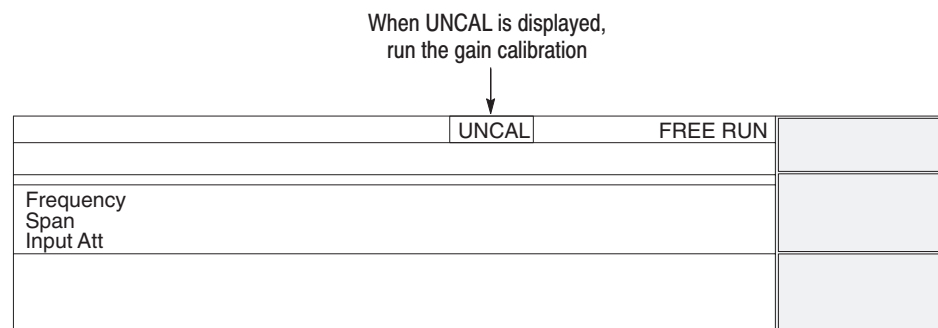 When UNCAL is displayed,
run the gain calibration
UNCAL FREE RUN
Frequency
Span
Input Att